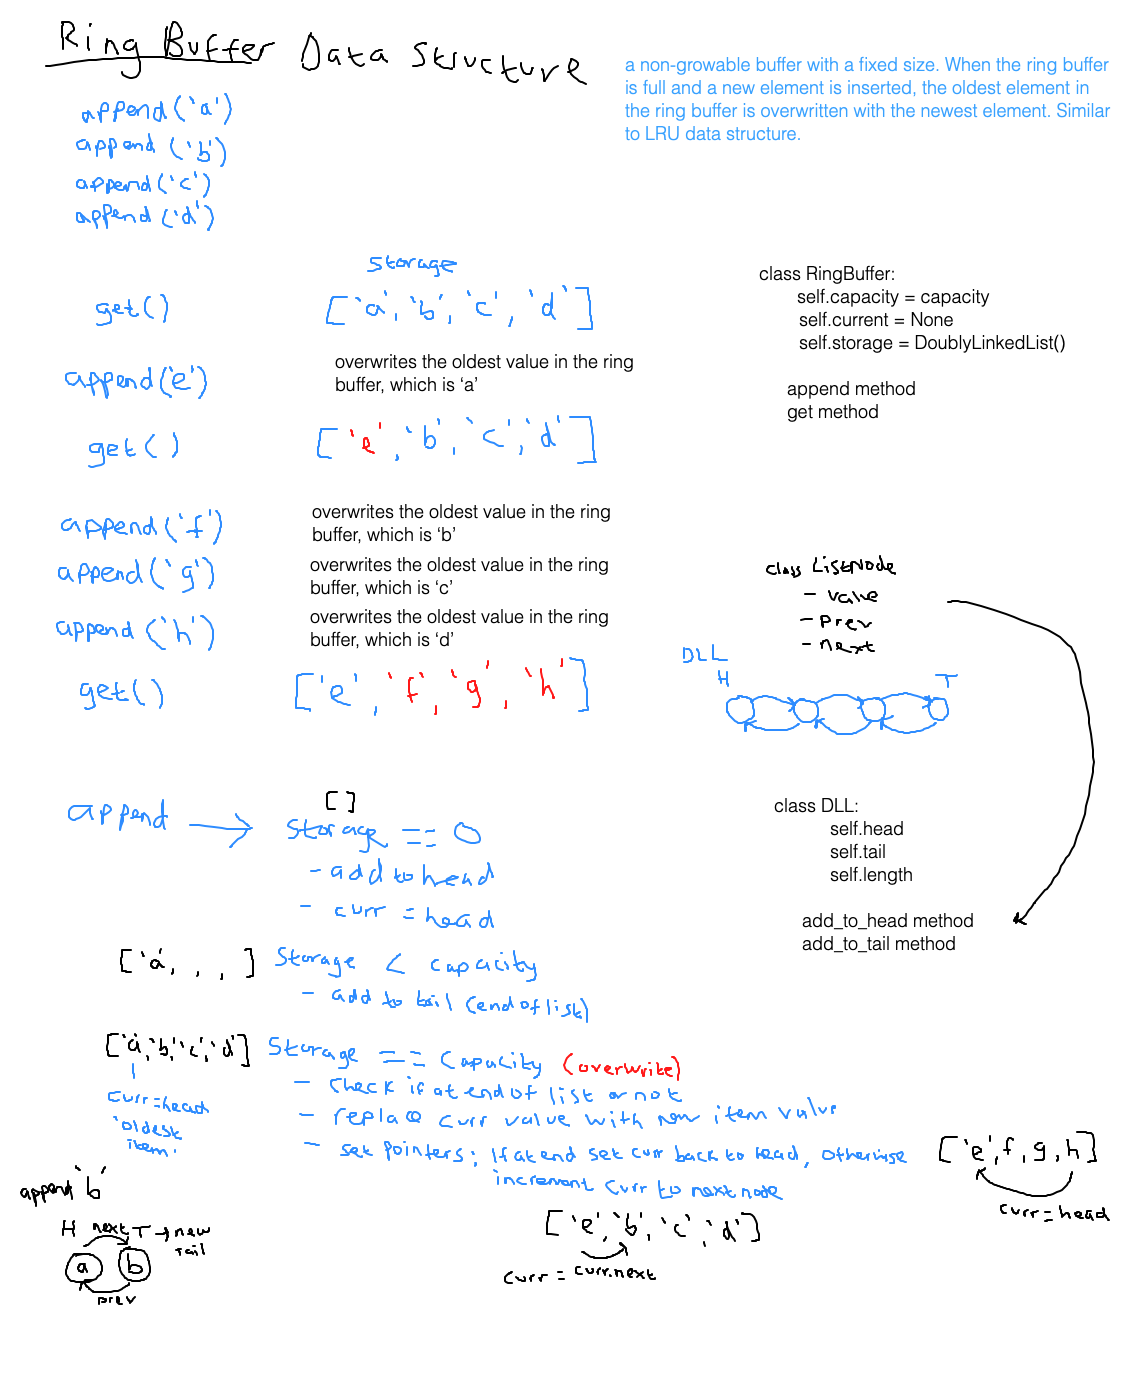 Ring Buffer Data Structure
a non-growable buffer with a fixed size. When the ring buffer
is full and a new element is inserted, the oldest element in
the ring buffer is overwritten with the newest element. Similar
to LRU data structure.
append('a')
append('b')
append('c')
append('d')
storage
get() ['a','b','c','d']
append('e')
overwrites the oldest value in the ring
buffer, which is ‘a’
get() ['e','b','c','d']
append('f')
overwrites the oldest value in the ring
buffer, which is ‘b’
append('g')
overwrites the oldest value in the ring
buffer, which is ‘c’
append('h')
overwrites the oldest value in the ring
buffer, which is ‘d’
get() ['e','f','g','h']
class RingBuffer:
self.capacity = capacity
self.current = None
self.storage = DoublyLinkedList()
append method
get method
class ListNode
- value
- prev
- next
DLL
H T
class DLL:
self.head
self.tail
self.length
add_to_head method
add_to_tail method
append → [] storage == 0
- add to head
- curr = head
['a, , , ] Storage < capacity
- add to tail (end of list)
['a,'b','c','d'] Storage == Capacity (overwrite)
- Check if at end of list or not
- replace curr value with new item value
- set pointers; if at end set curr back to head, otherwise
increment curr to next node
curr=head
'oldest
item'
['e','b','c','d']
curr = curr.next
['e',f,g,h]
curr=head
append 'b'
H next T → new
tail
a b
prev